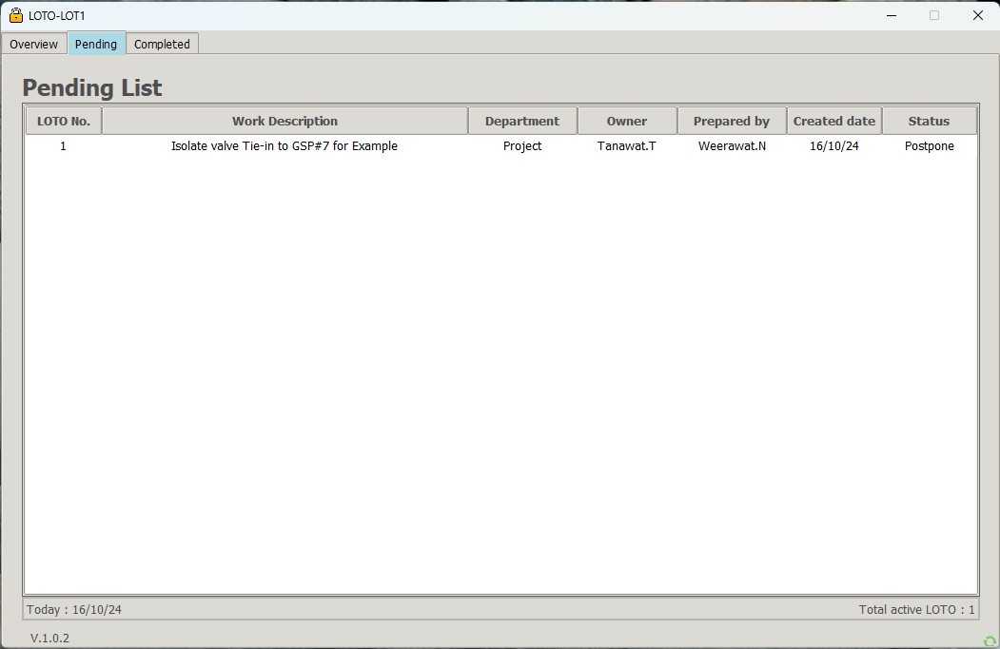 LOTO-LOT1
Overview Pending Completed
Pending List
LOTO No. Work Description Department Owner Prepared by Created date Status
1 Isolate valve Tie-in to GSP#7 for Example Project Tanawat.T Weerawat.N 16/10/24 Postpone
Today : 16/10/24 Total active LOTO : 1
V.1.0.2